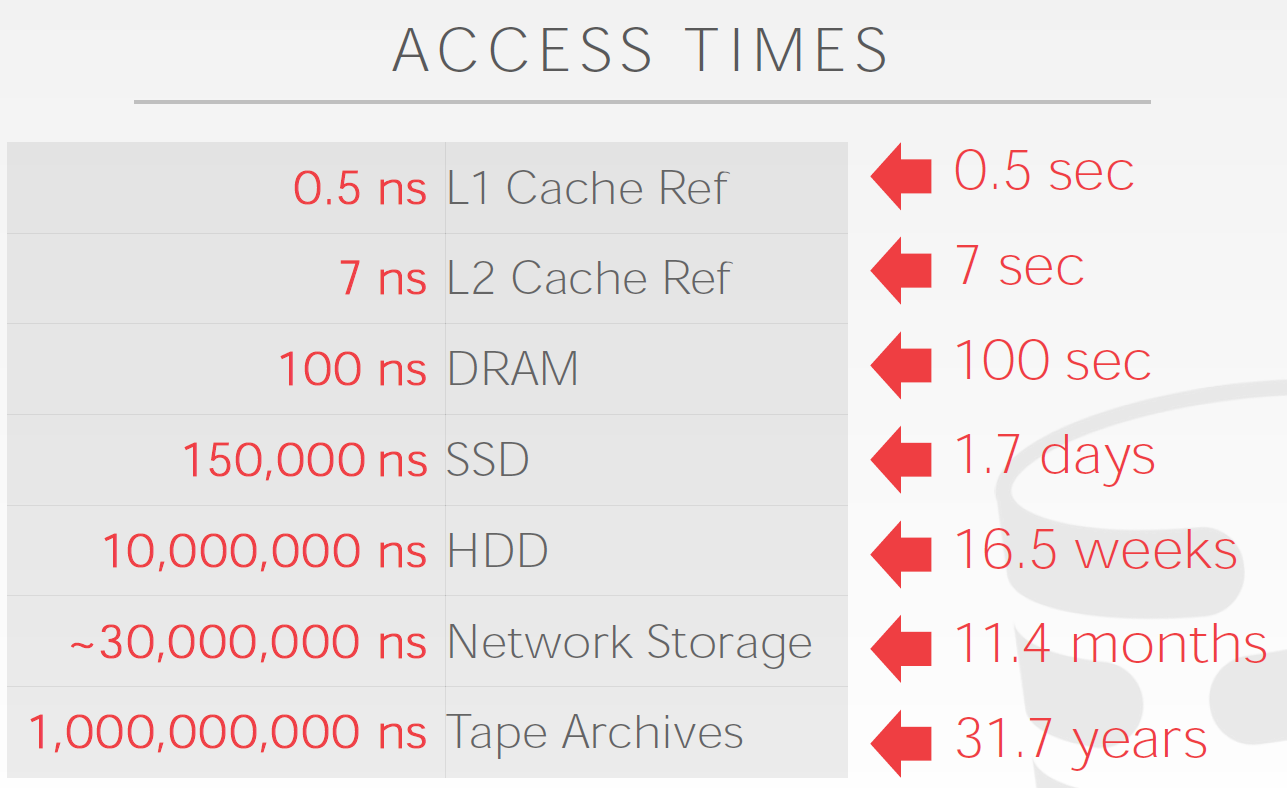 ACCESS TIMES
0.5 ns L1 Cache Ref 0.5 sec
7 ns L2 Cache Ref 7 sec
100 ns DRAM 100 sec
150,000 ns SSD 1.7 days
10,000,000 ns HDD 16.5 weeks
~30,000,000 ns Network Storage 11.4 months
1,000,000,000 ns Tape Archives 31.7 years